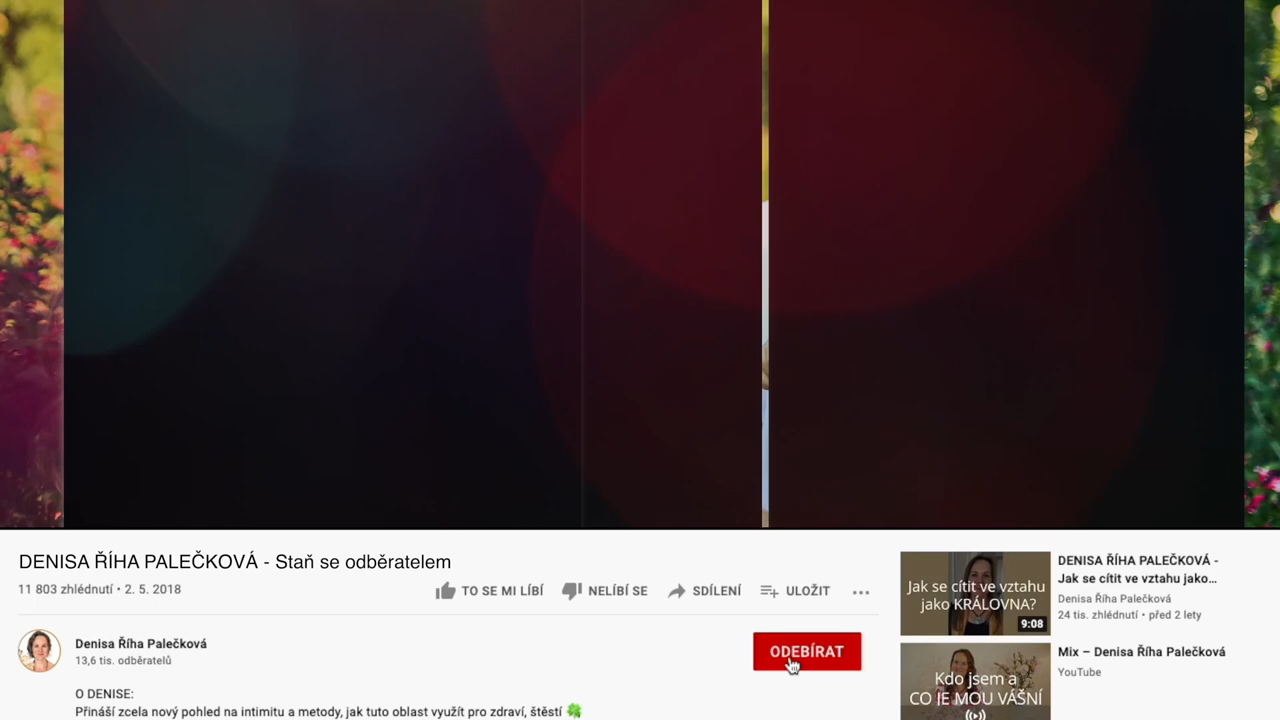 DENISA ŘÍHA PALEČKOVÁ - Staň se odběratelem
11 803 zhlédnutí • 2. 5. 2018
TO SE MI LÍBÍ
NELÍBÍ SE
SDÍLENÍ
ULOŽIT
Denisa Říha Palečková
13,6 tis. odběratelů
ODEBÍRAT
O DENISE:
Přináší zcela nový pohled na intimitu a metody, jak tuto oblast využít pro zdraví, štěstí 🍀
Jak se cítit ve vztahu
jako KRÁLOVNA?
9:08
DENISA ŘÍHA PALEČKOVÁ -
Jak se cítit ve vztahu jako...
Denisa Říha Palečková
24 tis. zhlédnutí • před 2 lety
Kdo jsem a
CO JE MOU VÁŠNÍ
Mix – Denisa Říha Palečková
YouTube